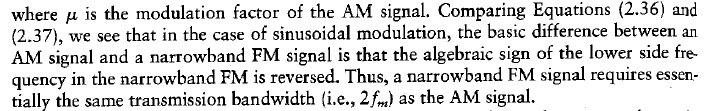 where μ is the modulation factor of the AM signal. Comparing Equations (2.36) and
(2.37), we see that in the case of sinusoidal modulation, the basic difference between an
AM signal and a narrowband FM signal is that the algebraic sign of the lower side fre-
quency in the narrowband FM is reversed. Thus, a narrowband FM signal requires essen-
tially the same transmission bandwidth (i.e., 2fₘ) as the AM signal.